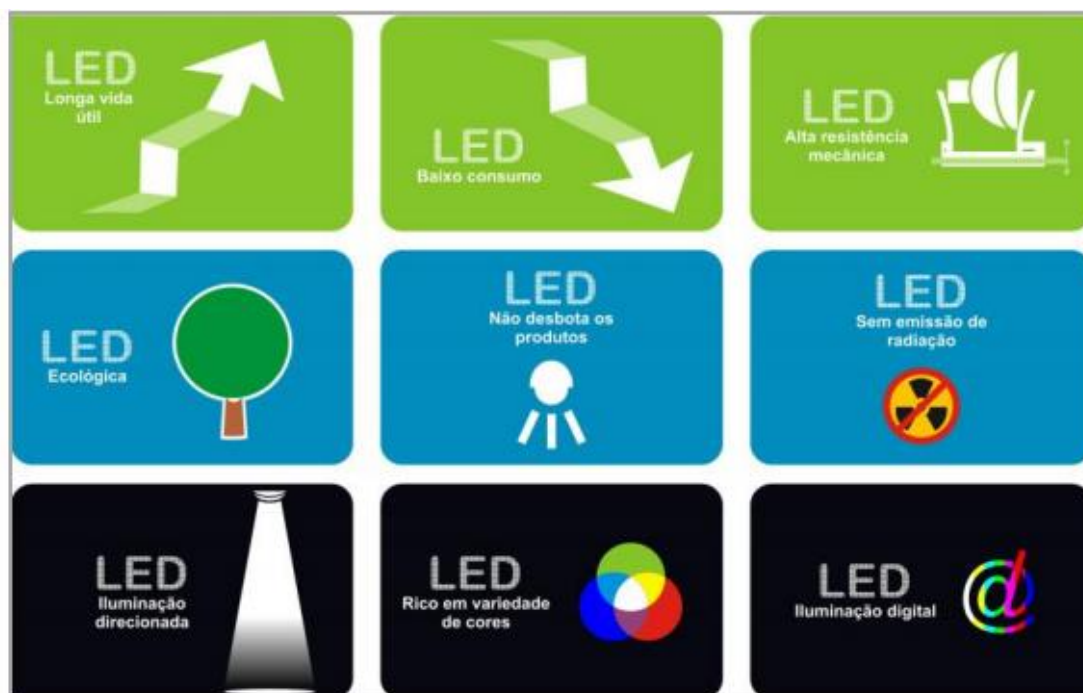 LED
Longa vida
útil
LED
Baixo consumo
LED
Alta resistência
mecânica
LED
Ecológica
LED
Não desbota os
produtos
LED
Sem emissão de
radiação
LED
Iluminação
direcionada
LED
Rico em variedade
de cores
LED
Iluminação digital